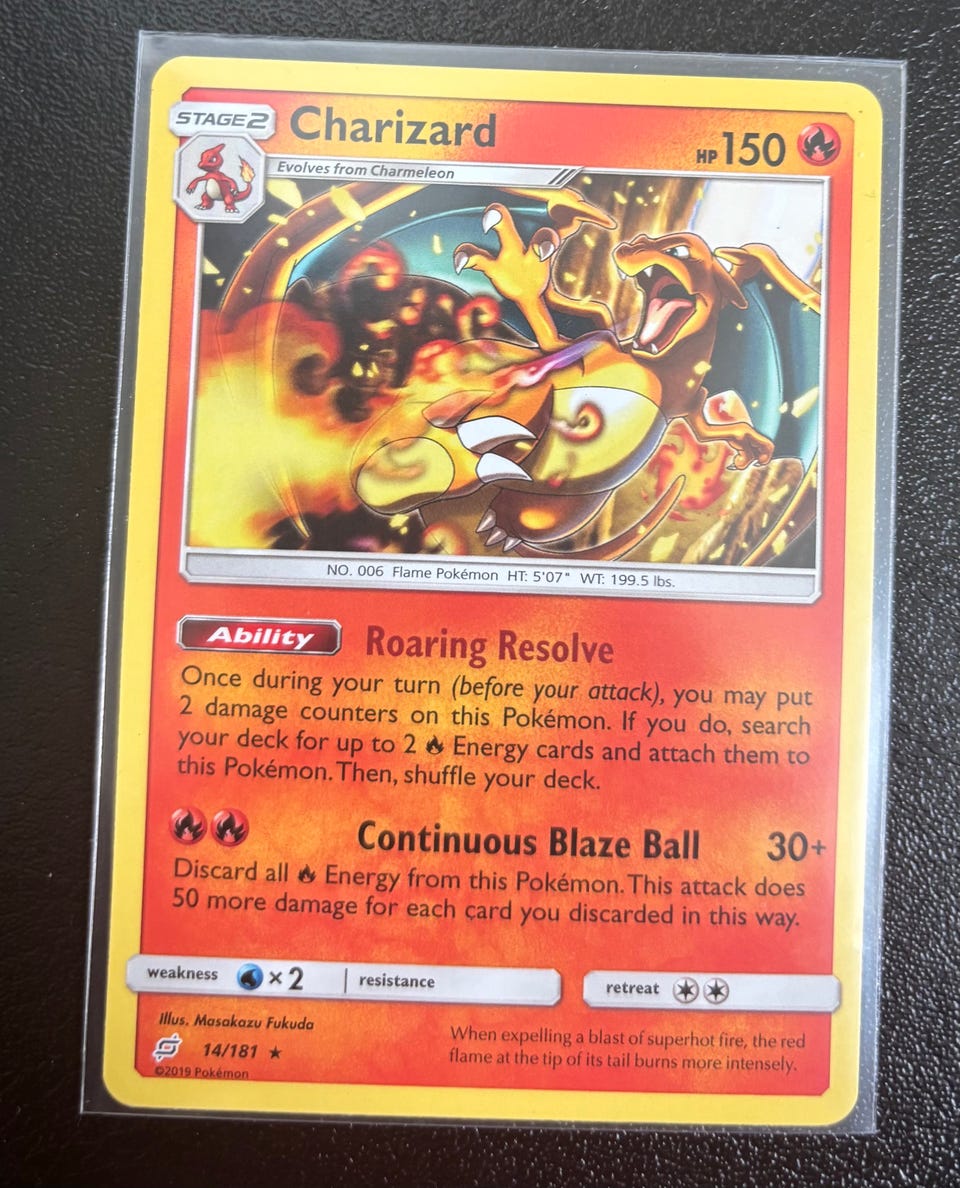 STAGE2 Charizard HP 150
Evolves from Charmeleon
NO. 006 Flame Pokémon HT: 5'07" WT: 199.5 lbs.
Ability Roaring Resolve
Once during your turn (before your attack), you may put
2 damage counters on this Pokémon. If you do, search
your deck for up to 2 Energy cards and attach them to
this Pokémon. Then, shuffle your deck.
Continuous Blaze Ball 30+
Discard all Energy from this Pokémon. This attack does
50 more damage for each card you discarded in this way.
weakness × 2 resistance retreat
Illus. Masakazu Fukuda
14/181 ★
©2019 Pokémon
When expelling a blast of superhot fire, the red
flame at the tip of its tail burns more intensely.